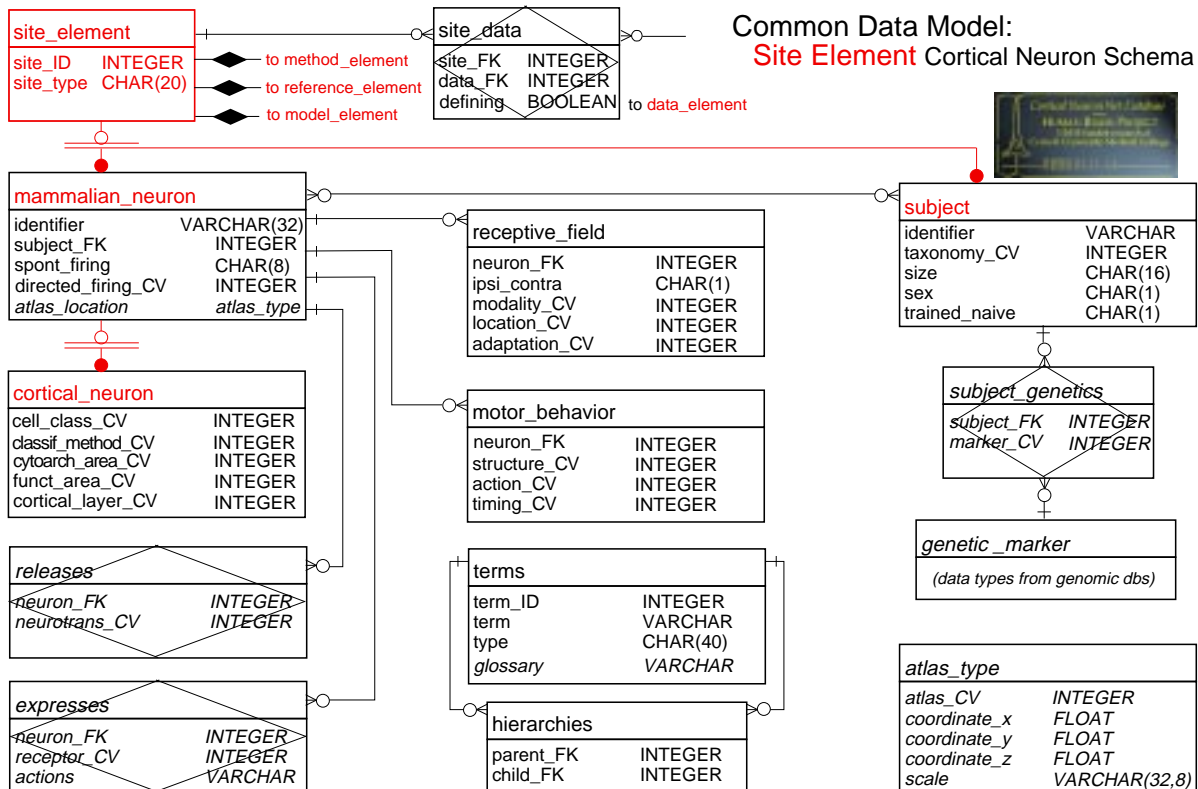 Common Data Model:
Site Element Cortical Neuron Schema
site_element
site_ID INTEGER
site_type CHAR(20)
to method_element
to reference_element
to model_element
site_data
site_FK INTEGER
data_FK INTEGER
defining BOOLEAN
to data_element
mammalian_neuron
identifier VARCHAR(32)
subject_FK INTEGER
spont_firing CHAR(8)
directed_firing_CV INTEGER
atlas_location atlas_type
receptive_field
neuron_FK INTEGER
ipsi_contra CHAR(1)
modality_CV INTEGER
location_CV INTEGER
adaptation_CV INTEGER
subject
identifier VARCHAR
taxonomy_CV INTEGER
size CHAR(16)
sex CHAR(1)
trained_naive CHAR(1)
cortical_neuron
cell_class_CV INTEGER
classif_method_CV INTEGER
cytoarch_area_CV INTEGER
funct_area_CV INTEGER
cortical_layer_CV INTEGER
motor_behavior
neuron_FK INTEGER
structure_CV INTEGER
action_CV INTEGER
timing_CV INTEGER
subject_genetics
subject_FK INTEGER
marker_CV INTEGER
genetic _marker
(data types from genomic dbs)
releases
neuron_FK INTEGER
neurotrans_CV INTEGER
terms
term_ID INTEGER
term VARCHAR
type CHAR(40)
glossary VARCHAR
atlas_type
atlas_CV INTEGER
coordinate_x FLOAT
coordinate_y FLOAT
coordinate_z FLOAT
scale VARCHAR(32,8)
expresses
neuron_FK INTEGER
receptor_CV INTEGER
actions VARCHAR
hierarchies
parent_FK INTEGER
child_FK INTEGER